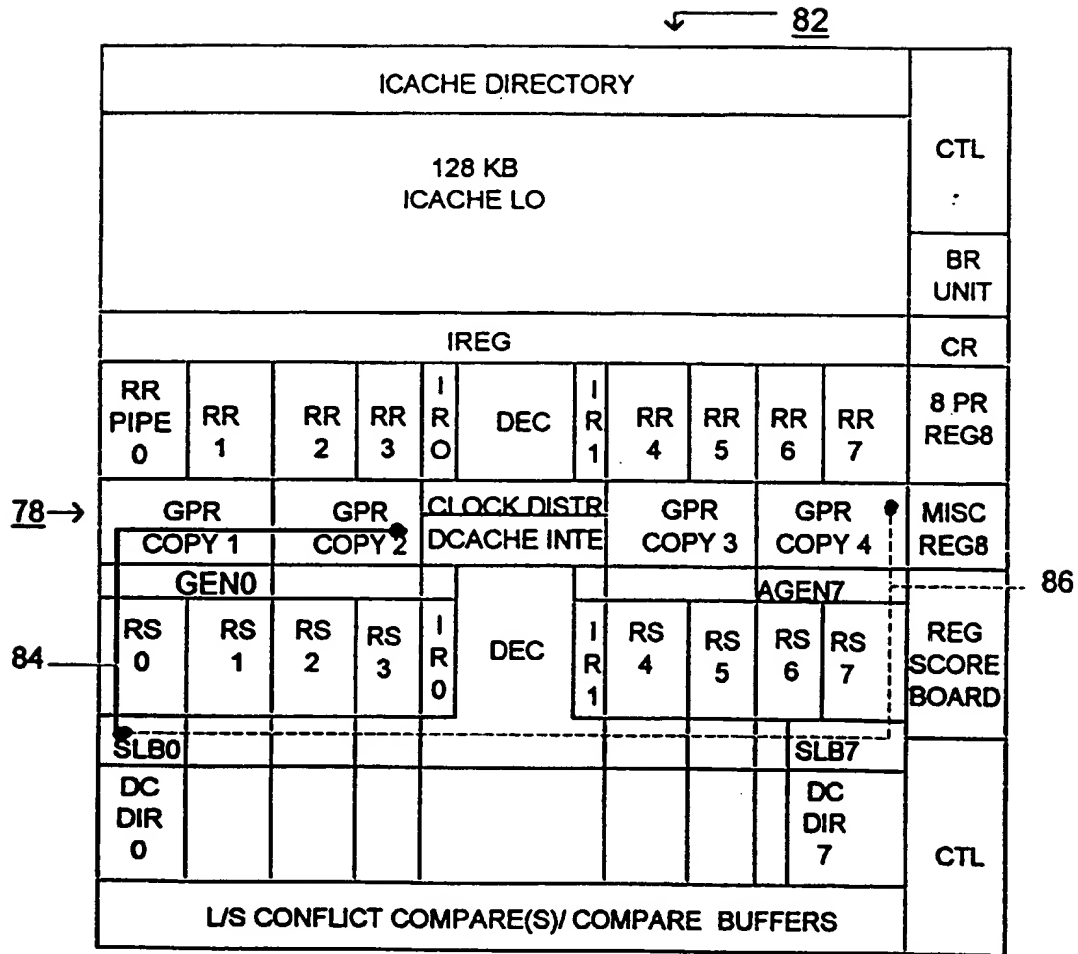 82
ICACHE DIRECTORY
128 KB
ICACHE LO
CTL
BR
UNIT
IREG
CR
RR
PIPE
0
RR
1
RR
2
RR
3
I
R
O
DEC
I
R
1
RR
4
RR
5
RR
6
RR
7
8 PR
REG8
78
GPR
COPY 1
GPR
COPY 2
CLOCK DISTR
DCACHE INTE
GPR
COPY 3
GPR
COPY 4
MISC
REG8
GEN0
AGEN7
86
84
RS
0
RS
1
RS
2
RS
3
I
R
0
DEC
I
R
1
RS
4
RS
5
RS
6
RS
7
REG
SCORE
BOARD
SLB0
SLB7
DC
DIR
0
DC
DIR
7
CTL
L/S CONFLICT COMPARE(S)/ COMPARE BUFFERS